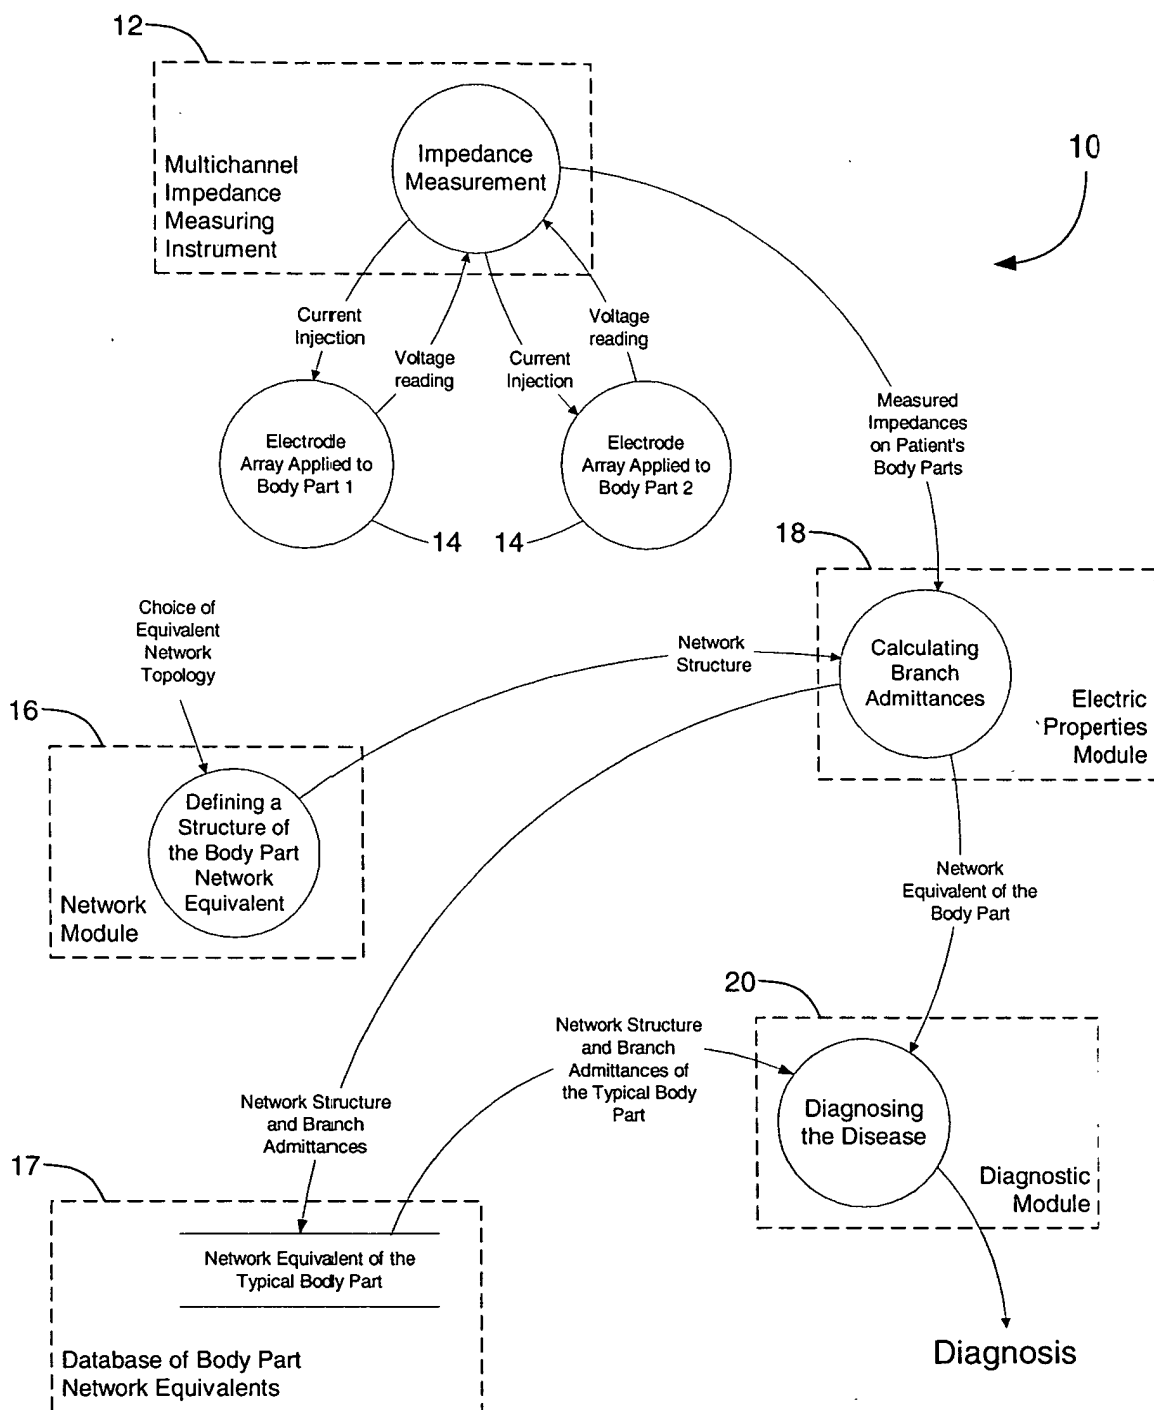 12
Impedance
Measurement
Multichannel
Impedance
Measuring
Instrument
10
Current
Injection
Voltage
reading
Current
Injection
Voltage
reading
Measured
Impedances
on Patient's
Body Parts
Electrode
Array Applied to
Body Part 1
Electrode
Array Applied to
Body Part 2
14
14
18
Choice of
Equivalent
Network
Topology
Network
Structure
Calculating
Branch
Admittances
Electric
Properties
Module
16
Defining a
Structure of
the Body Part
Network
Equivalent
Network
Module
Network
Equivalent of the
Body Part
20
Network Structure
and Branch
Admittances of
the Typical Body
Part
Diagnosing
the Disease
Diagnostic
Module
Network Structure
and Branch
Admittances
17
Network Equivalent of the
Typical Body Part
Database of Body Part
Network Equivalents
Diagnosis